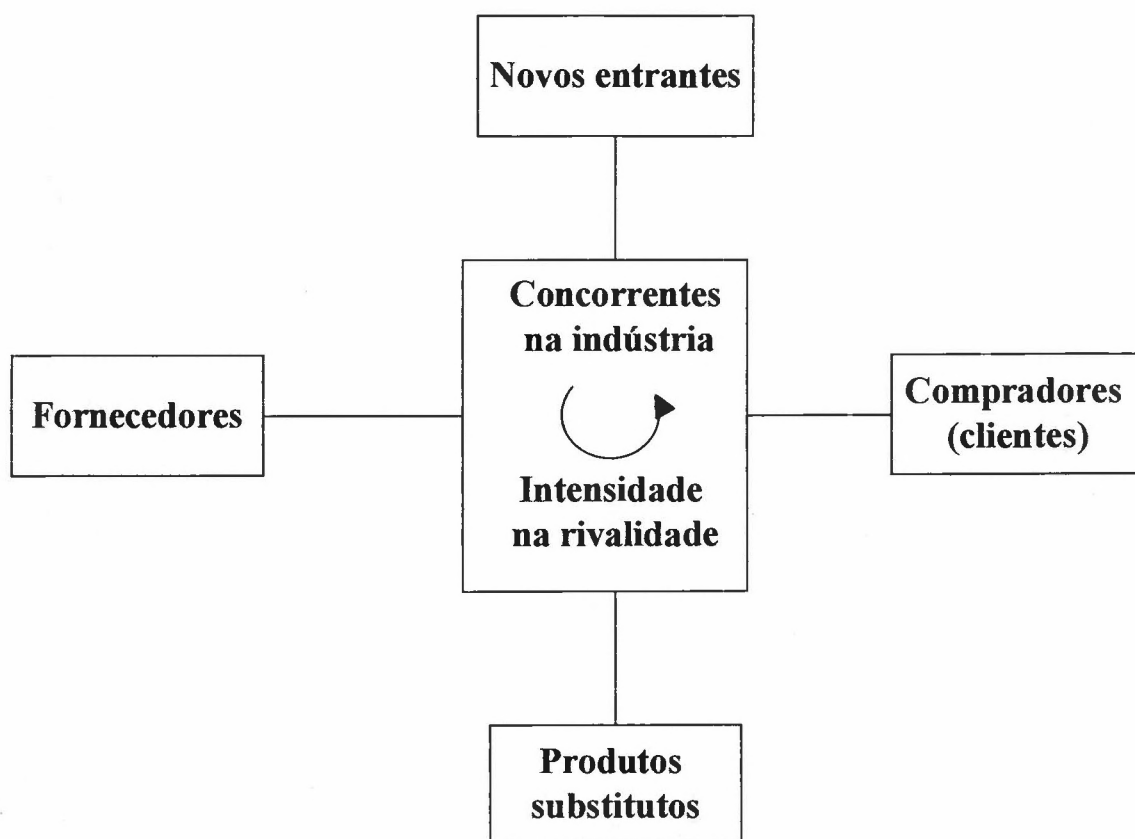 Novos entrantes
Concorrentes
na indústria
Fornecedores
Compradores
(clientes)
Intensidade
na rivalidade
Produtos
substitutos